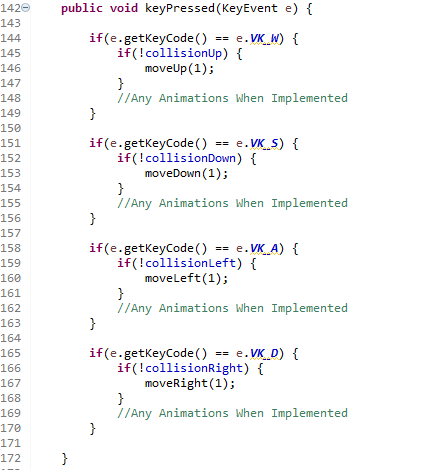 142 public void keyPressed(KeyEvent e) {
143
144 if(e.getKeyCode() == e.VK_W) {
145 if(!collisionUp) {
146 moveUp(1);
147 }
148 //Any Animations When Implemented
149 }
150
151 if(e.getKeyCode() == e.VK_S) {
152 if(!collisionDown) {
153 moveDown(1);
154 }
155 //Any Animations When Implemented
156 }
157
158 if(e.getKeyCode() == e.VK_A) {
159 if(!collisionLeft) {
160 moveLeft(1);
161 }
162 //Any Animations When Implemented
163 }
164
165 if(e.getKeyCode() == e.VK_D) {
166 if(!collisionRight) {
167 moveRight(1);
168 }
169 //Any Animations When Implemented
170 }
171
172 }